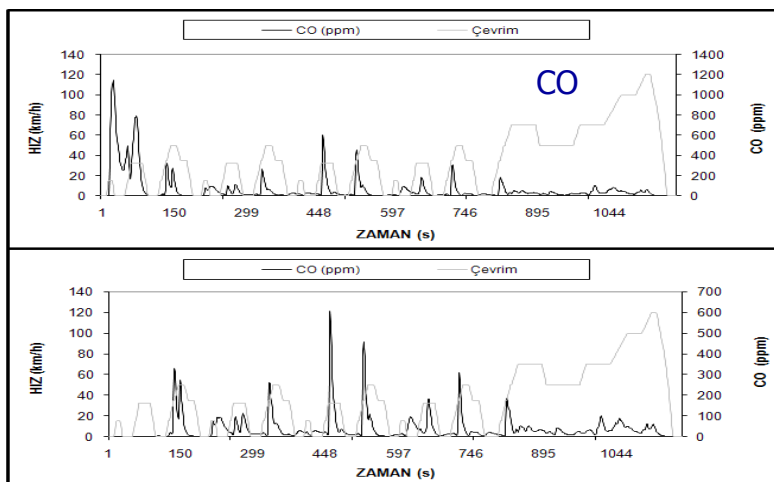 CO (ppm) Çevrim
140 1400
120 1200
100 1000
80 800
60 600
40 400
20 200
0 0
HIZ (km/h)
CO (ppm)
CO
1 150 299 448 597 746 895 1044
ZAMAN (s)
CO (ppm) Çevrim
140 700
120 600
100 500
80 400
60 300
40 200
20 100
0 0
HIZ (km/h)
CO (ppm)
1 150 299 448 597 746 895 1044
ZAMAN (s)